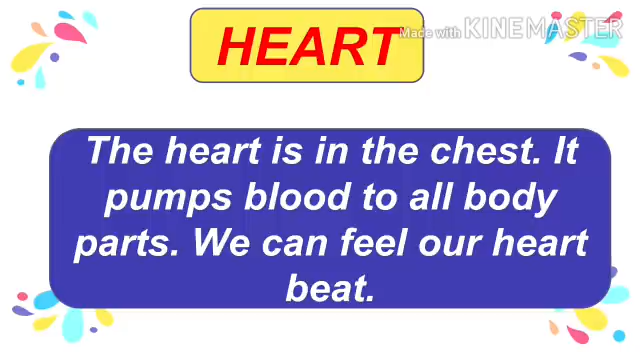 HEART
Made with KINEMASTER
The heart is in the chest. It
pumps blood to all body
parts. We can feel our heart
beat.